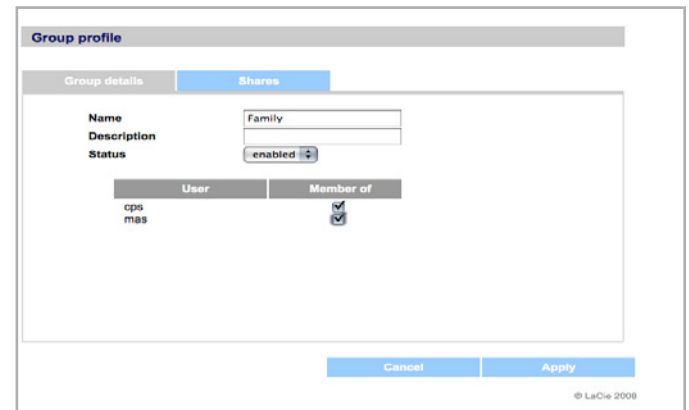 Group profile
Group details Shares
Name Family
Description
Status enabled
User Member of
cps
mas
Cancel Apply
© LaCie 2008